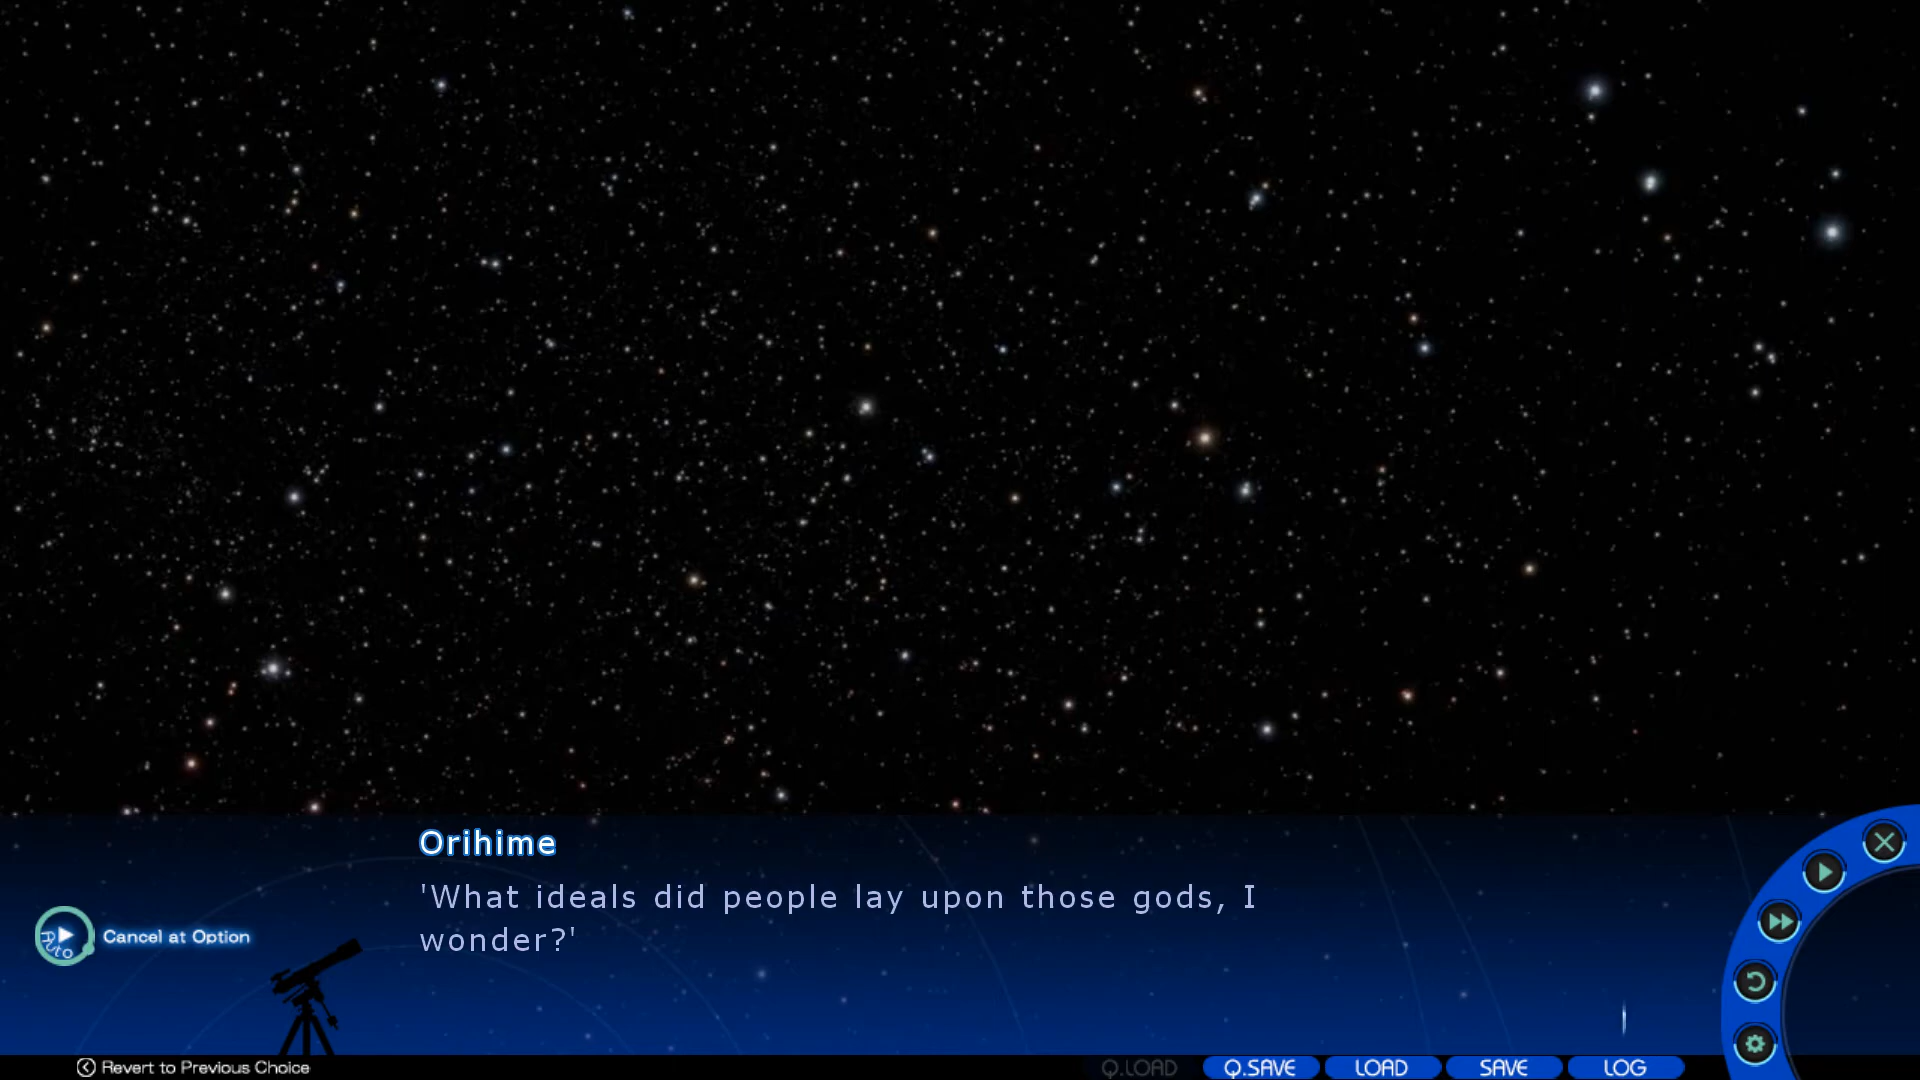 Orihime
'What ideals did people lay upon those gods, I
wonder?'
Auto
Cancel at Option
Revert to Previous Choice
Q.LOAD
Q.SAVE
LOAD
SAVE
LOG